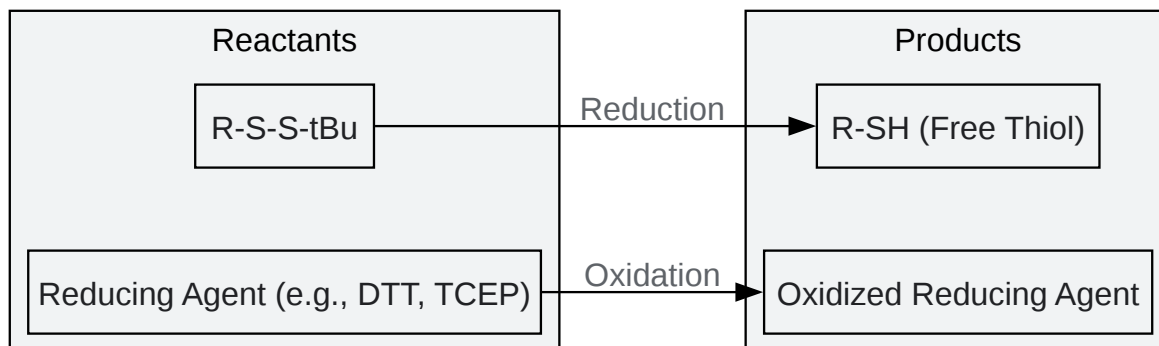 Reactants
Products
R-S-S-tBu
Reduction
R-SH (Free Thiol)
Reducing Agent (e.g., DTT, TCEP)
Oxidation
Oxidized Reducing Agent